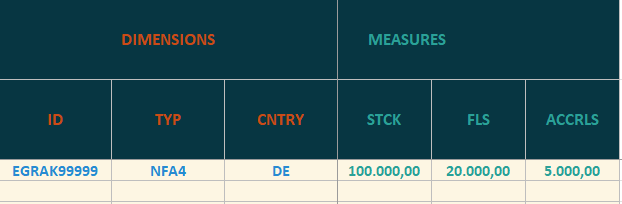 DIMENSIONS MEASURES
ID TYP CNTRY STCK FLS ACCRLS
EGRAK99999 NFA4 DE 100.000,00 20.000,00 5.000,00